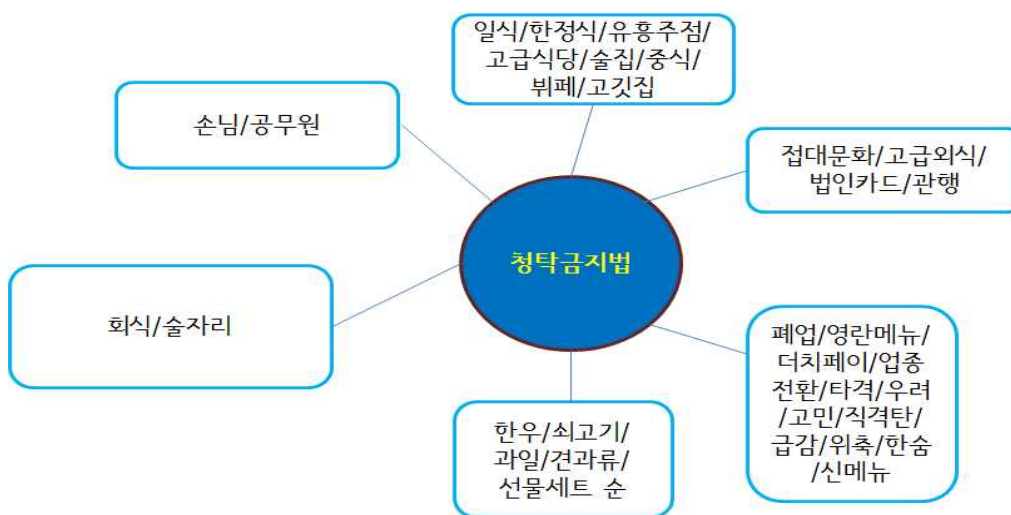 일식/한정식/유흥주점/
고급식당/술집/중식/
뷔페/고깃집
손님/공무원
접대문화/고급외식/
법인카드/관행
청탁금지법
회식/술자리
폐업/영란메뉴/
더치페이/업종
전환/타격/우려
/고민/직격탄/
급감/위축/한숨
/신메뉴
한우/쇠고기/
과일/견과류/
선물세트 순